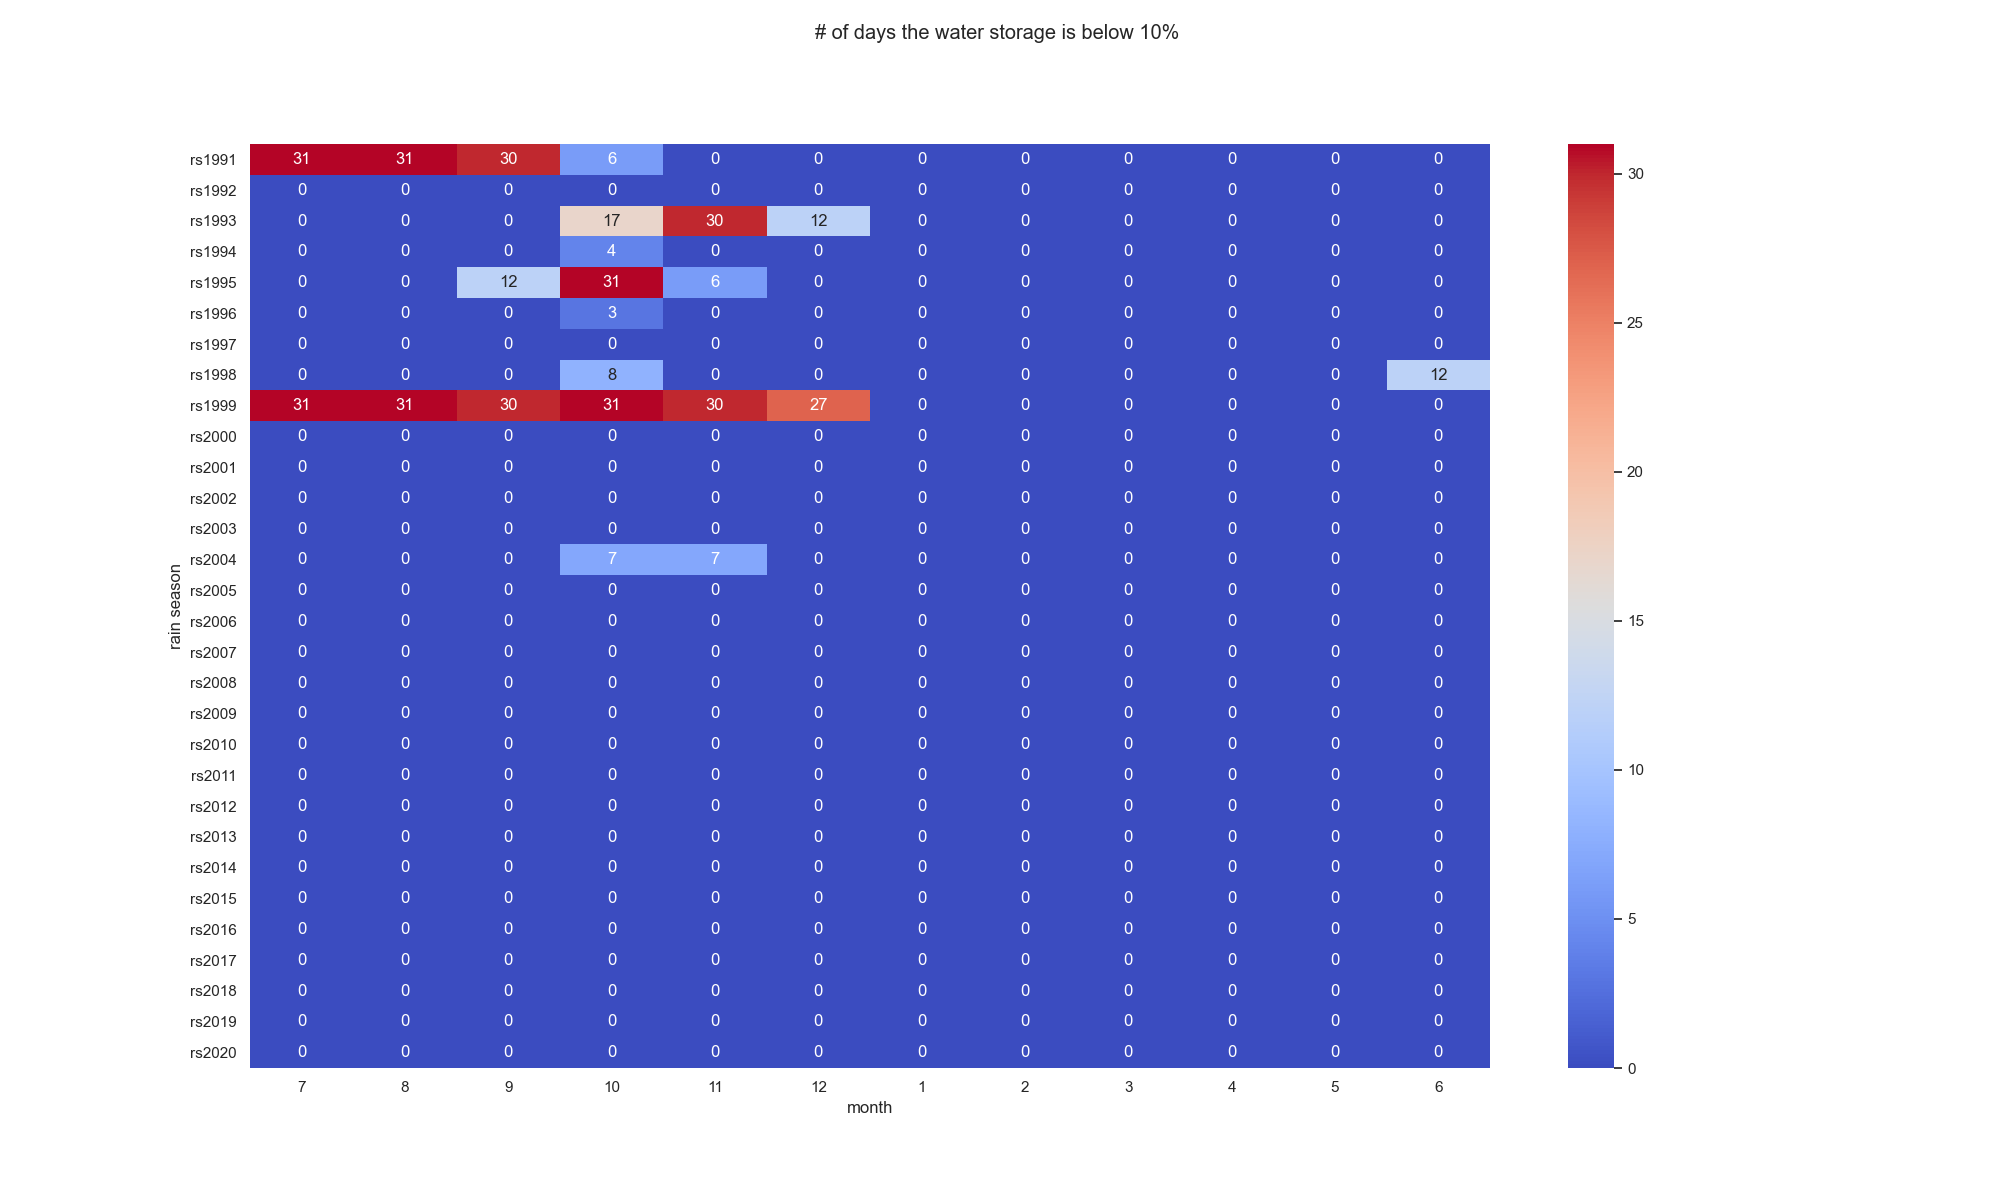 # of days the water storage is below 10%
rs1991 31 31 30 6 0 0 0 0 0 0 0 0
rs1992 0 0 0 0 0 0 0 0 0 0 0 0
rs1993 0 0 0 17 30 12 0 0 0 0 0 0
rs1994 0 0 0 4 0 0 0 0 0 0 0 0
rs1995 0 0 12 31 6 0 0 0 0 0 0 0
rs1996 0 0 0 3 0 0 0 0 0 0 0 0
rs1997 0 0 0 0 0 0 0 0 0 0 0 0
rs1998 0 0 0 8 0 0 0 0 0 0 0 12
rs1999 31 31 30 31 30 27 0 0 0 0 0 0
rs2000 0 0 0 0 0 0 0 0 0 0 0 0
rs2001 0 0 0 0 0 0 0 0 0 0 0 0
rs2002 0 0 0 0 0 0 0 0 0 0 0 0
rs2003 0 0 0 0 0 0 0 0 0 0 0 0
rs2004 0 0 0 7 7 0 0 0 0 0 0 0
rs2005 0 0 0 0 0 0 0 0 0 0 0 0
rs2006 0 0 0 0 0 0 0 0 0 0 0 0
rs2007 0 0 0 0 0 0 0 0 0 0 0 0
rs2008 0 0 0 0 0 0 0 0 0 0 0 0
rs2009 0 0 0 0 0 0 0 0 0 0 0 0
rs2010 0 0 0 0 0 0 0 0 0 0 0 0
rs2011 0 0 0 0 0 0 0 0 0 0 0 0
rs2012 0 0 0 0 0 0 0 0 0 0 0 0
rs2013 0 0 0 0 0 0 0 0 0 0 0 0
rs2014 0 0 0 0 0 0 0 0 0 0 0 0
rs2015 0 0 0 0 0 0 0 0 0 0 0 0
rs2016 0 0 0 0 0 0 0 0 0 0 0 0
rs2017 0 0 0 0 0 0 0 0 0 0 0 0
rs2018 0 0 0 0 0 0 0 0 0 0 0 0
rs2019 0 0 0 0 0 0 0 0 0 0 0 0
rs2020 0 0 0 0 0 0 0 0 0 0 0 0
7 8 9 10 11 12 1 2 3 4 5 6
month
rain season
30
25
20
15
10
5
0